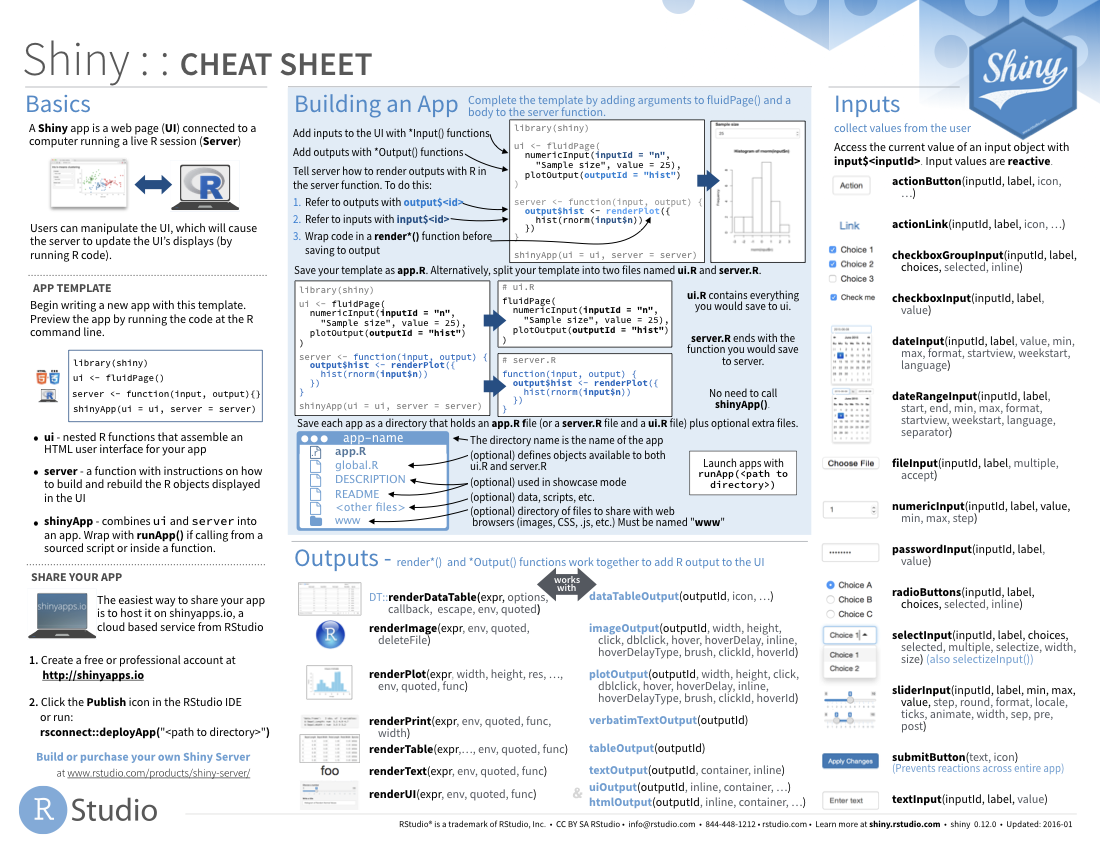 Shiny : : CHEAT SHEET
Shiny
Basics
A Shiny app is a web page (UI) connected to a
computer running a live R session (Server)
Users can manipulate the UI, which will cause
the server to update the UI's displays (by
running R code).
APP TEMPLATE
Begin writing a new app with this template.
Preview the app by running the code at the R
command line.
library(shiny)
ui <- fluidPage()
server <- function(input, output){}
shinyApp(ui = ui, server = server)
• ui - nested R functions that assemble an
HTML user interface for your app
• server - a function with instructions on how
to build and rebuild the R objects displayed
in the UI
• shinyApp - combines ui and server into
an app. Wrap with runApp() if calling from a
sourced script or inside a function.
SHARE YOUR APP
shinyapps.io
The easiest way to share your app
is to host it on shinyapps.io, a
cloud based service from RStudio
1. Create a free or professional account at
http://shinyapps.io
2. Click the Publish icon in the RStudio IDE
or run:
rsconnect::deployApp("<path to directory>")
Build or purchase your own Shiny Server
at www.rstudio.com/products/shiny-server/
R Studio
Building an App
Complete the template by adding arguments to fluidPage() and a
body to the server function.
Add inputs to the UI with *Input() functions
Add outputs with *Output() functions
Tell server how to render outputs with R in
the server function. To do this:
1. Refer to outputs with output$<id>
2. Refer to inputs with input$<id>
3. Wrap code in a render*() function before
saving to output
library(shiny)
ui <- fluidPage(
numericInput(inputId = "n",
"Sample size", value = 25),
plotOutput(outputId = "hist")
)
server <- function(input, output) {
output$hist <- renderPlot({
hist(rnorm(input$n))
})
}
shinyApp(ui = ui, server = server)
Sample size
Histogram of rnorm(input$n)
Frequency
rnorm(input$n)
Save your template as app.R. Alternatively, split your template into two files named ui.R and server.R.
library(shiny)
ui <- fluidPage(
numericInput(inputId = "n",
"Sample size", value = 25),
plotOutput(outputId = "hist")
)
server <- function(input, output) {
output$hist <- renderPlot({
hist(rnorm(input$n))
})
}
shinyApp(ui = ui, server = server)
# ui.R
fluidPage(
numericInput(inputId = "n",
"Sample size", value = 25),
plotOutput(outputId = "hist")
)
# server.R
function(input, output) {
output$hist <- renderPlot({
hist(rnorm(input$n))
})
}
ui.R contains everything
you would save to ui.
server.R ends with the
function you would save
to server.
No need to call
shinyApp().
Save each app as a directory that holds an app.R file (or a server.R file and a ui.R file) plus optional extra files.
app-name
app.R
global.R
DESCRIPTION
README
<other files>
www
The directory name is the name of the app
(optional) defines objects available to both
ui.R and server.R
(optional) used in showcase mode
(optional) data, scripts, etc.
(optional) directory of files to share with web
browsers (images, CSS, .js, etc.) Must be named "www"
Launch apps with
runApp(<path to
directory>)
Outputs - render*() and *Output() functions work together to add R output to the UI
works
with
DT::renderDataTable(expr, options,
callback, escape, env, quoted)
dataTableOutput(outputId, icon, …)
renderImage(expr, env, quoted,
deleteFile)
imageOutput(outputId, width, height,
click, dblclick, hover, hoverDelay, inline,
hoverDelayType, brush, clickId, hoverId)
renderPlot(expr, width, height, res, …,
env, quoted, func)
plotOutput(outputId, width, height, click,
dblclick, hover, hoverDelay, inline,
hoverDelayType, brush, clickId, hoverId)
renderPrint(expr, env, quoted, func,
width)
verbatimTextOutput(outputId)
renderTable(expr,…, env, quoted, func)
tableOutput(outputId)
foo
renderText(expr, env, quoted, func)
textOutput(outputId, container, inline)
renderUI(expr, env, quoted, func)
& uiOutput(outputId, inline, container, …)
htmlOutput(outputId, inline, container, …)
Inputs
collect values from the user
Access the current value of an input object with
input$<inputId>. Input values are reactive.
Action
actionButton(inputId, label, icon,
…)
Link
actionLink(inputId, label, icon, …)
Choice 1
Choice 2
Choice 3
checkboxGroupInput(inputId, label,
choices, selected, inline)
Check me
checkboxInput(inputId, label,
value)
dateInput(inputId, label, value, min,
max, format, startview, weekstart,
language)
dateRangeInput(inputId, label,
start, end, min, max, format,
startview, weekstart, language,
separator)
Choose File
fileInput(inputId, label, multiple,
accept)
1
numericInput(inputId, label, value,
min, max, step)
passwordInput(inputId, label,
value)
Choice A
Choice B
Choice C
radioButtons(inputId, label,
choices, selected, inline)
Choice 1
Choice 1
Choice 2
selectInput(inputId, label, choices,
selected, multiple, selectize, width,
size) (also selectizeInput())
sliderInput(inputId, label, min, max,
value, step, round, format, locale,
ticks, animate, width, sep, pre,
post)
Apply Changes
submitButton(text, icon)
(Prevents reactions across entire app)
Enter text
textInput(inputId, label, value)
RStudio® is a trademark of RStudio, Inc. • CC BY SA RStudio • info@rstudio.com • 844-448-1212 • rstudio.com • Learn more at shiny.rstudio.com • shiny 0.12.0 • Updated: 2016-01